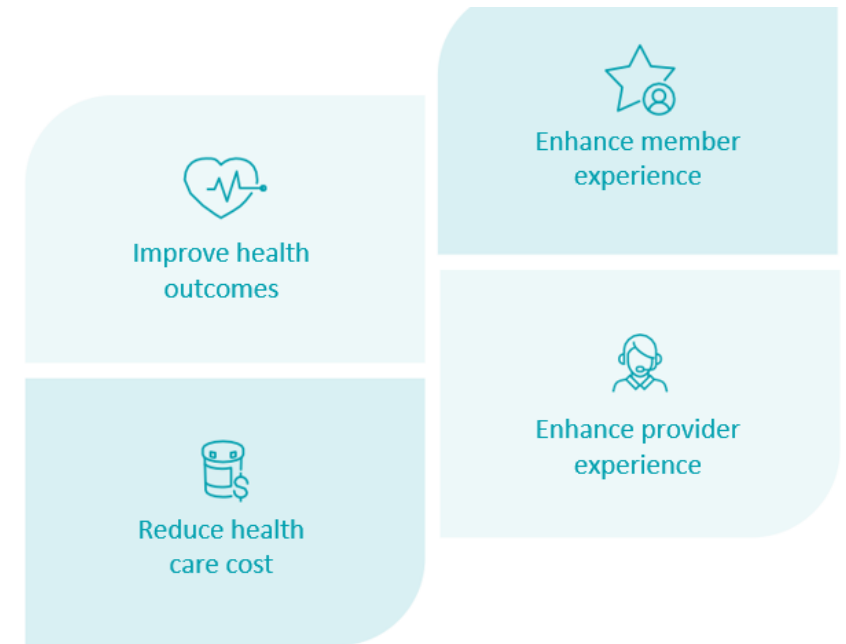 Improve health
outcomes
Enhance member
experience
Reduce health
care cost
Enhance provider
experience